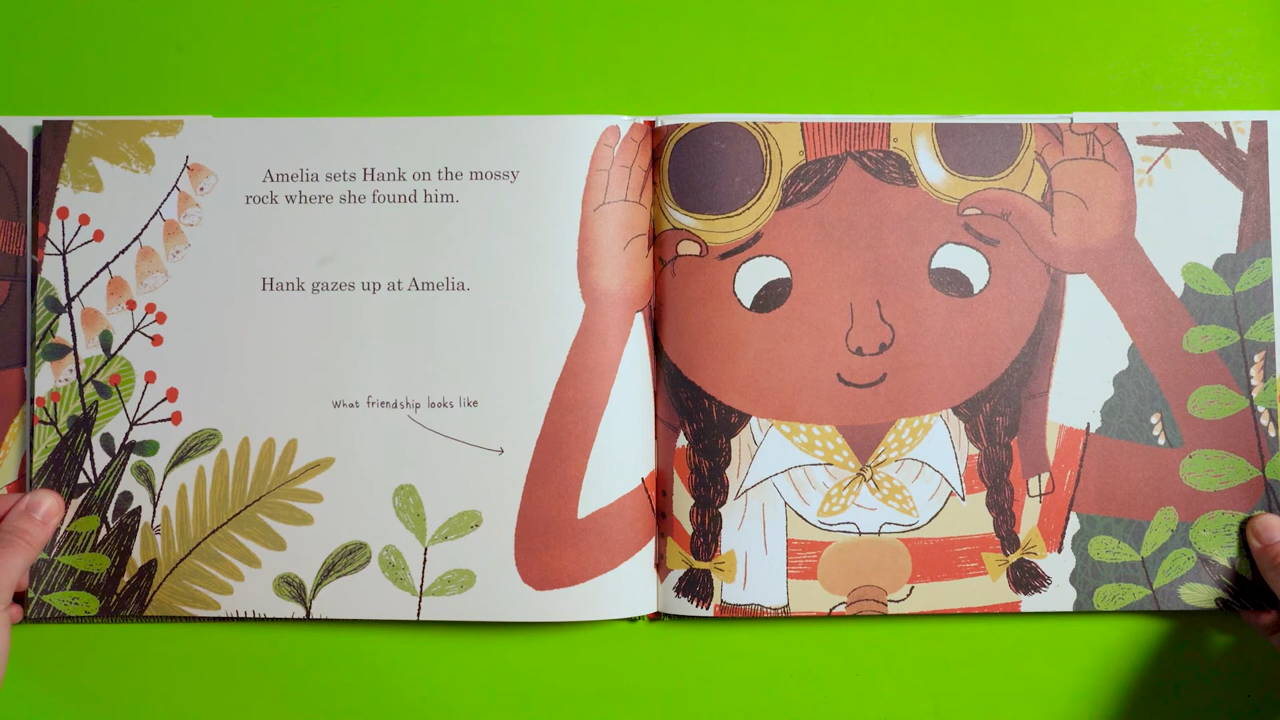 Amelia sets Hank on the mossy
rock where she found him.
Hank gazes up at Amelia.
What friendship looks like